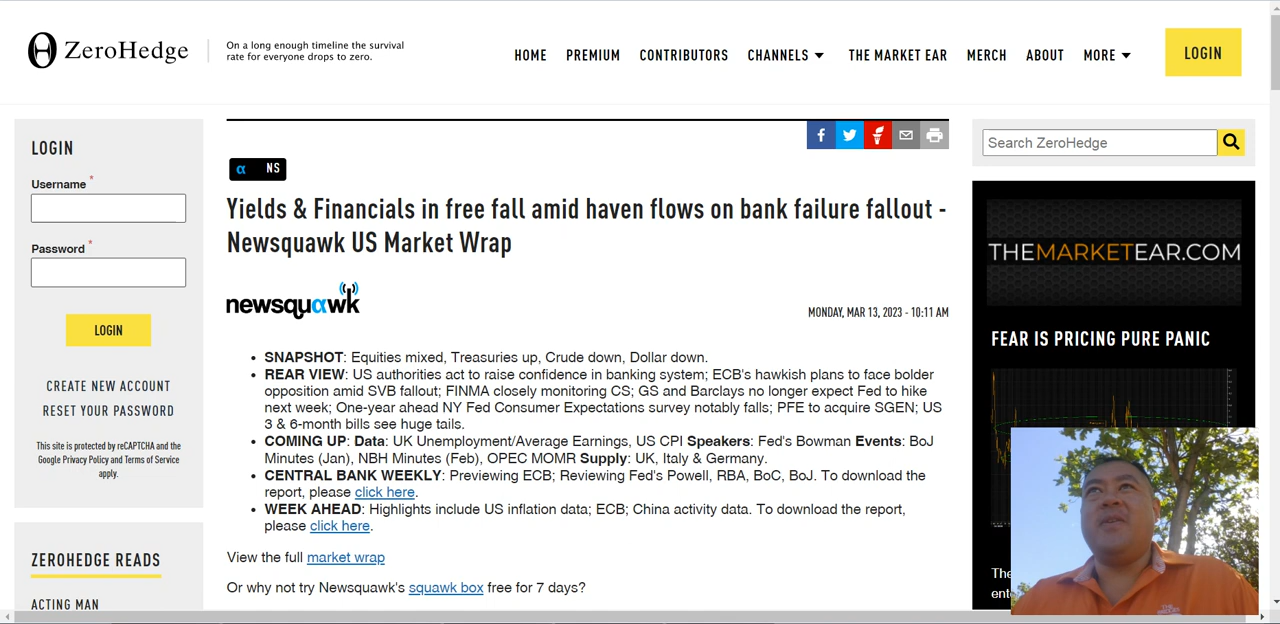 ZeroHedge
On a long enough timeline the survival
rate for everyone drops to zero.
HOME PREMIUM CONTRIBUTORS CHANNELS THE MARKET EAR MERCH ABOUT MORE
LOGIN
LOGIN
Username *
Password *
LOGIN
CREATE NEW ACCOUNT
RESET YOUR PASSWORD
This site is protected by reCAPTCHA and the
Google Privacy Policy and Terms of Service
apply.
ZEROHEDGE READS
ACTING MAN
α NS
Yields & Financials in free fall amid haven flows on bank failure fallout -
Newsquawk US Market Wrap
newsquαwk
MONDAY, MAR 13, 2023 - 10:11 AM
• SNAPSHOT: Equities mixed, Treasuries up, Crude down, Dollar down.
• REAR VIEW: US authorities act to raise confidence in banking system; ECB's hawkish plans to face bolder
opposition amid SVB fallout; FINMA closely monitoring CS; GS and Barclays no longer expect Fed to hike
next week; One-year ahead NY Fed Consumer Expectations survey notably falls; PFE to acquire SGEN; US
3 & 6-month bills see huge tails.
• COMING UP: Data: UK Unemployment/Average Earnings, US CPI Speakers: Fed's Bowman Events: BoJ
Minutes (Jan), NBH Minutes (Feb), OPEC MOMR Supply: UK, Italy & Germany.
• CENTRAL BANK WEEKLY: Previewing ECB; Reviewing Fed's Powell, RBA, BoC, BoJ. To download the
report, please click here.
• WEEK AHEAD: Highlights include US inflation data; ECB; China activity data. To download the report,
please click here.
View the full market wrap
Or why not try Newsquawk's squawk box free for 7 days?
Search ZeroHedge
THEMARKETEAR.COM
FEAR IS PRICING PURE PANIC